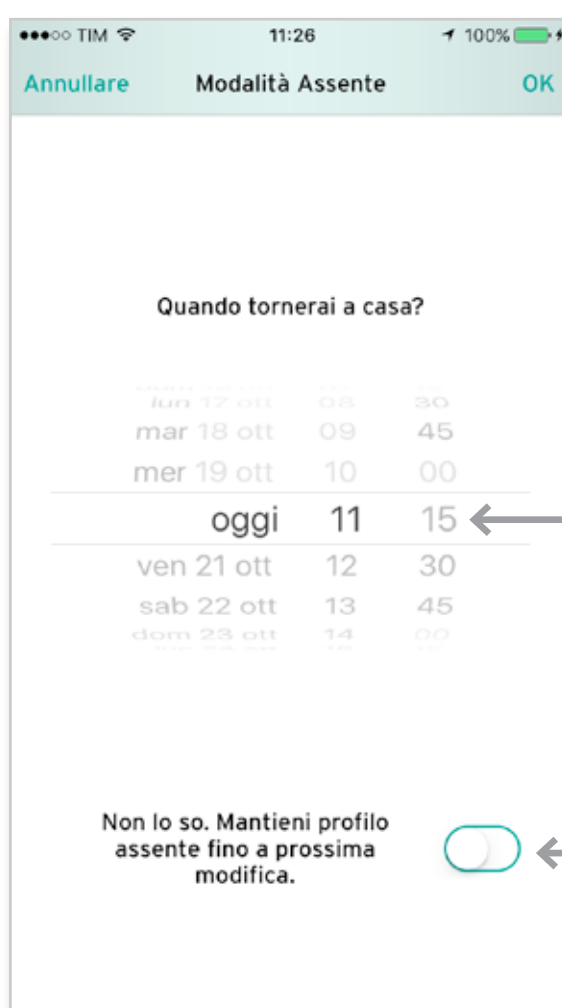 TIM 11:26 100%
Annullare Modalità Assente OK
Quando tornerai a casa?
lun 17 ott 08 30
mar 18 ott 09 45
mer 19 ott 10 00
oggi 11 15
ven 21 ott 12 30
sab 22 ott 13 45
dom 23 ott 14 00
Non lo so. Mantieni profilo
assente fino a prossima
modifica.